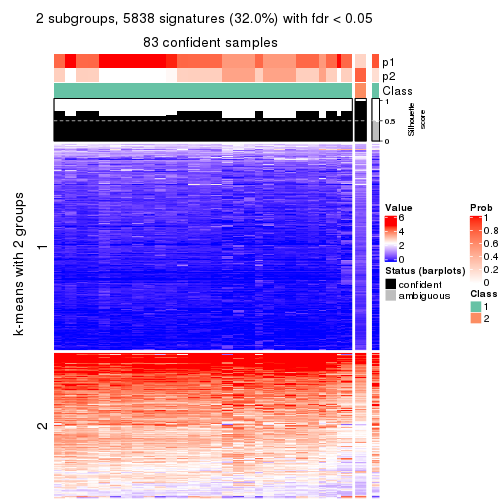 2 subgroups, 5838 signatures (32.0%) with fdr < 0.05
83 confident samples
p1
p2
Class
1
0.5
0
Silhouette
score
k-means with 2 groups
1
2
Value
6
4
2
0
Status (barplots)
confident
ambiguous
Prob
1
0.8
0.6
0.4
0.2
0
Class
1
2